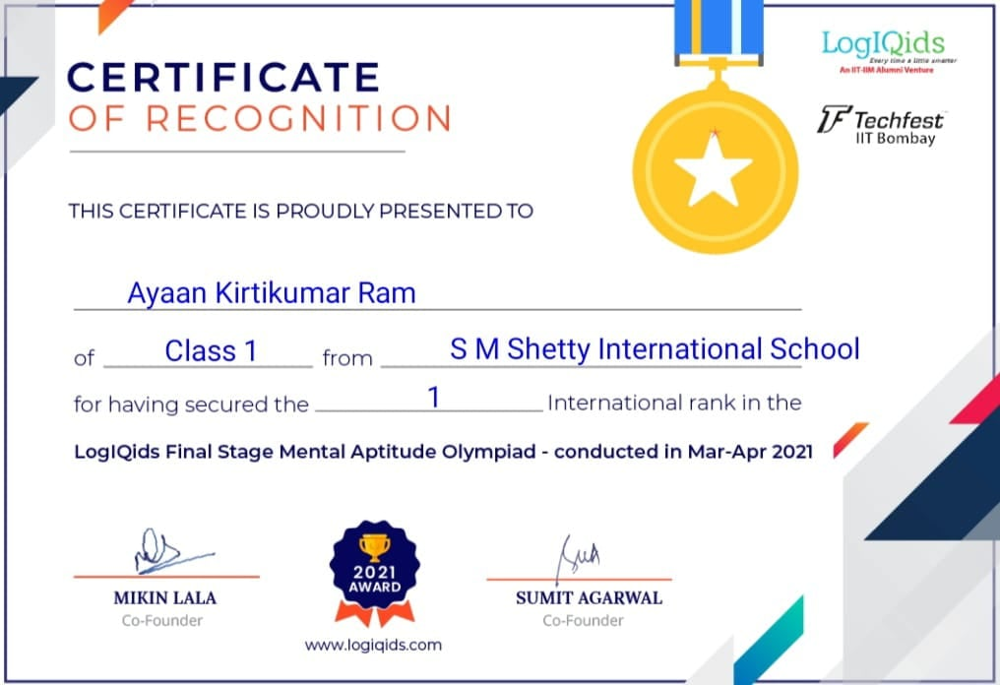 LogIQids
Every time a little smarter
An IIT-IIM Alumni Venture
CERTIFICATE
OF RECOGNITION
Techfest
IIT Bombay
THIS CERTIFICATE IS PROUDLY PRESENTED TO
Ayaan Kirtikumar Ram
of Class 1 from S M Shetty International School
for having secured the 1 International rank in the
LogIQids Final Stage Mental Aptitude Olympiad - conducted in Mar-Apr 2021
2021
AWARD
MIKIN LALA SUMIT AGARWAL
Co-Founder Co-Founder
www.logiqids.com